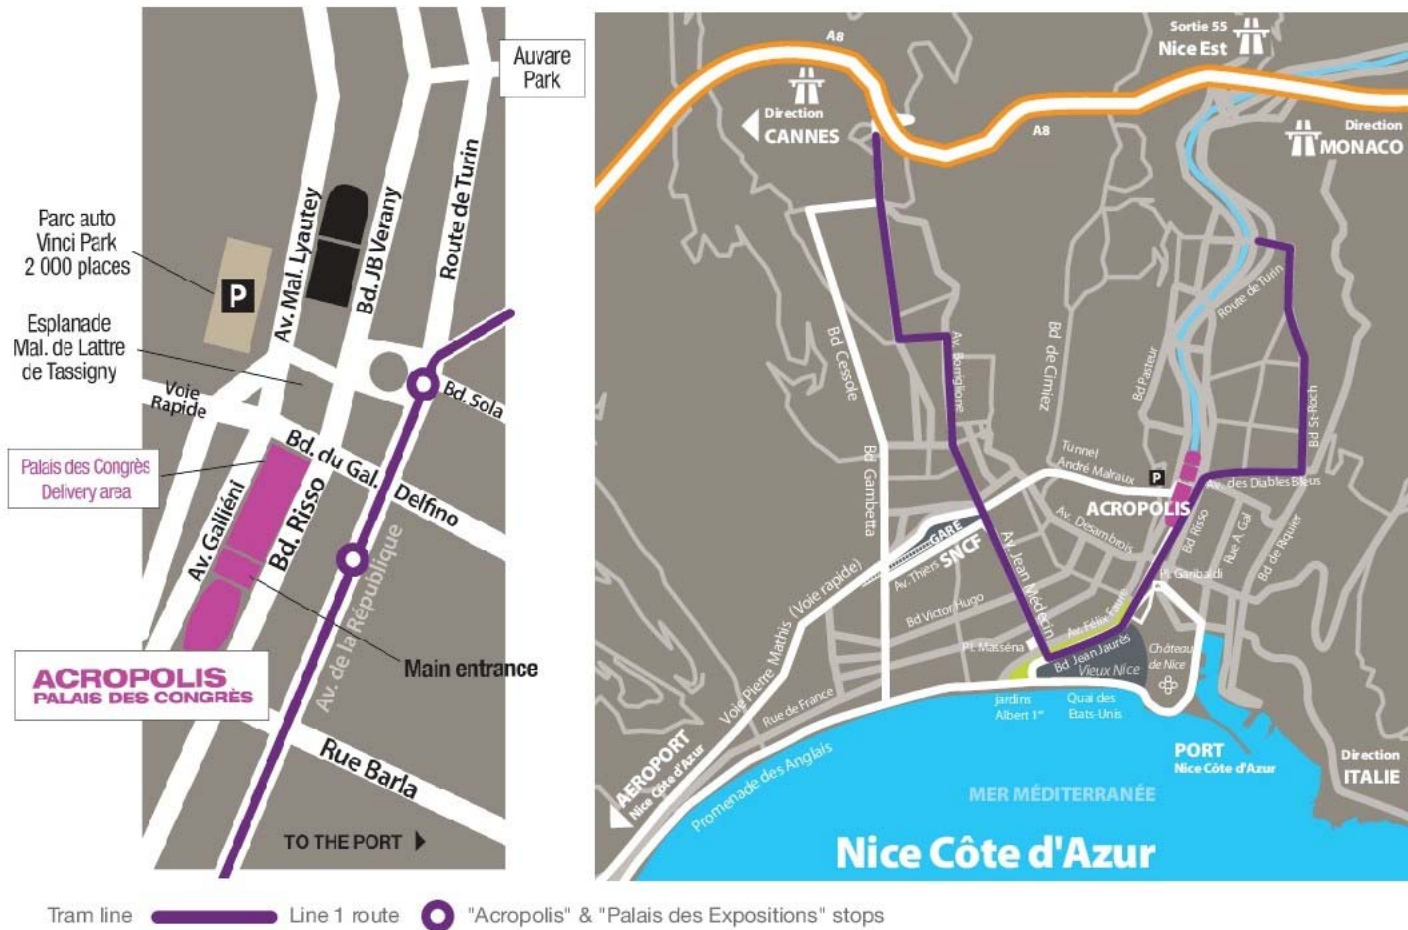 Auvare
Park
Parc auto
Vinci Park
2 000 places
P
Av. Mal. Lyautey
Bd. JB Verany
Route de Turin
Esplanade
Mal. de Lattre
de Tassigny
Voie
Rapide
Bd. Sola
Palais des Congrès
Delivery area
Bd. du Gal. Delfino
Av. Galliéni
Bd. Risso
Av. de la République
Main entrance
ACROPOLIS
PALAIS DES CONGRÈS
Rue Barla
TO THE PORT
A8
Sortie 55
Nice Est
Direction
CANNES
A8
Direction
MONACO
Route de Turin
Bd Cessole
Av. Borriglione
Bd de Cimiez
Bd Pasteur
Bd St-Roch
Bd Gambetta
Tunnel
André Malraux
P
Av. des Diables Bleus
ACROPOLIS
Av. Desambrois
Bd Risso
Rue A. Gal
Bd de Riquier
GARE
SNCF
Av. Thiers
Av. Jean Médecin
Pl. Garibaldi
Voie Pierre Mathis (Voie rapide)
Bd Victor Hugo
Av. Félix Faure
Pl. Masséna
Bd Jean Jaurès
Vieux Nice
Château
de Nice
Rue de France
Jardins
Albert 1er
Quai des
Etats-Unis
AEROPORT
Nice Côte d'Azur
Promenade des Anglais
PORT
Nice Côte d'Azur
Direction
ITALIE
MER MÉDITERRANÉE
Nice Côte d'Azur
Tram line Line 1 route "Acropolis" & "Palais des Expositions" stops